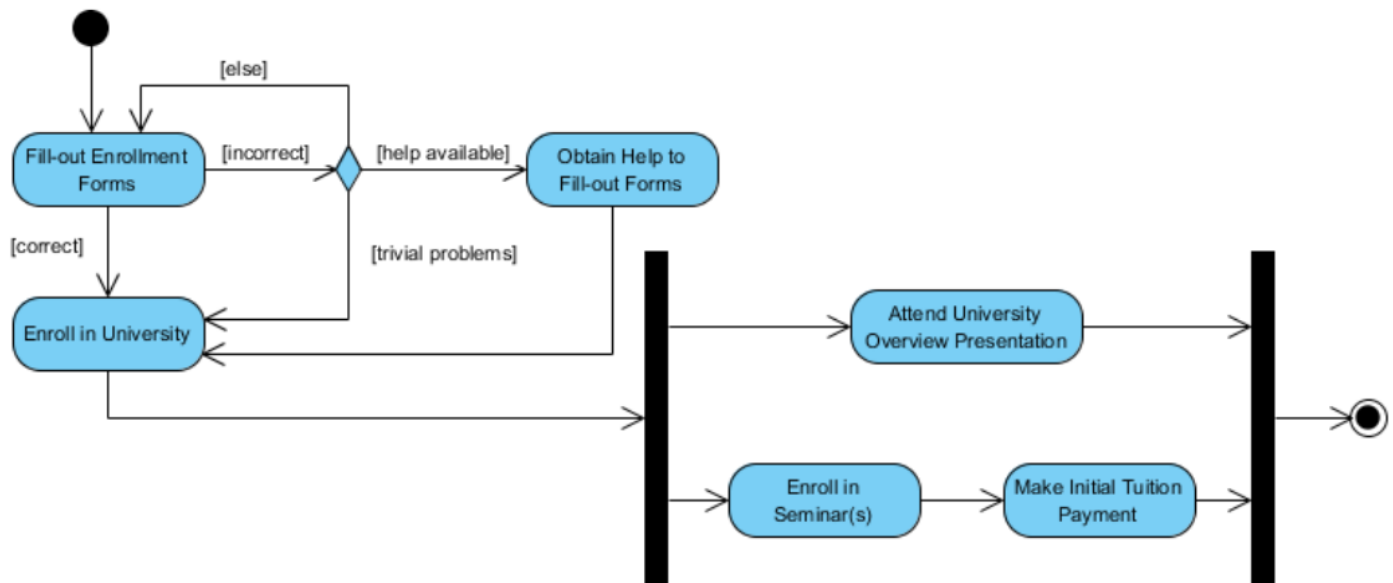 [else]
Fill-out Enrollment
Forms
[incorrect]
[help available]
Obtain Help to
Fill-out Forms
[correct]
[trivial problems]
Enroll in University
Attend University
Overview Presentation
Enroll in
Seminar(s)
Make Initial Tuition
Payment